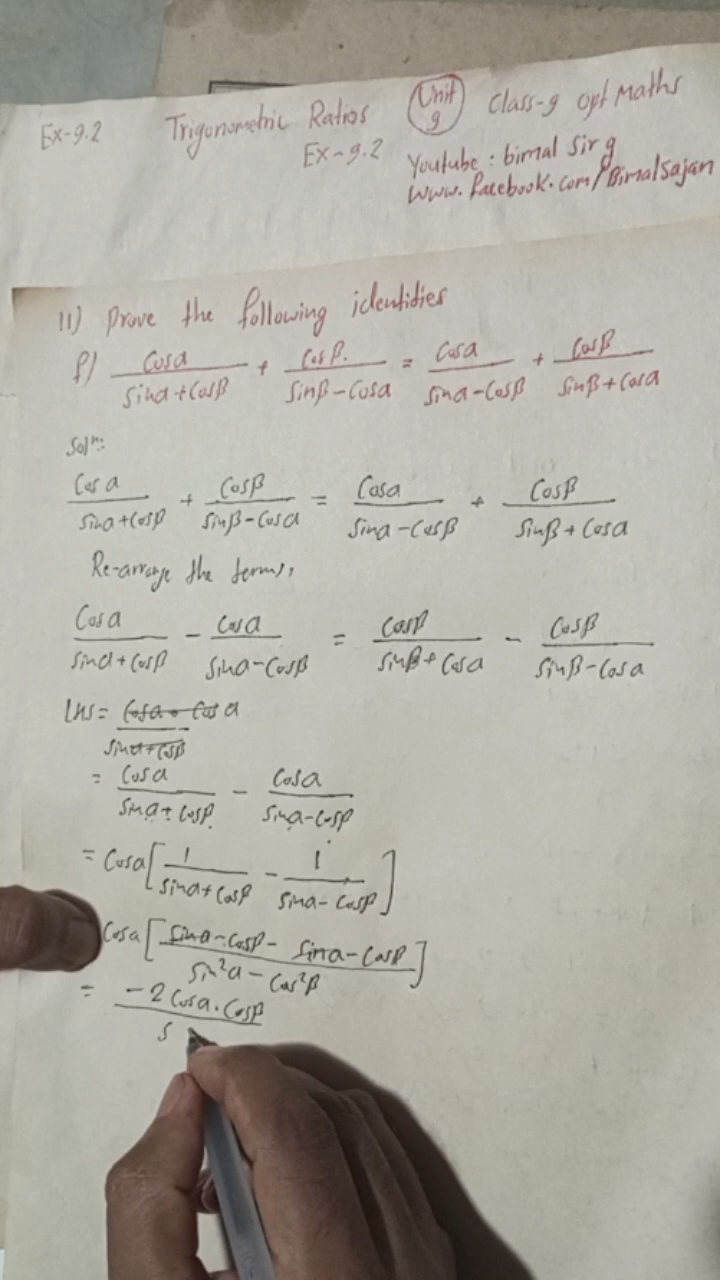 Ex-9.2 Trigonometric Ratios Unit 9 Class-9 opt Maths
Ex-9.2 Youtube : bimal Sir g
www.facebook.com/Bimalsajan
11) Prove the following identities
f) Cosα/(Sinα+Cosβ) + Cosβ/(Sinβ-Cosα) = Cosα/(Sinα-Cosβ) + Cosβ/(Sinβ+Cosα)
Solⁿ:
Cosα/(Sinα+Cosβ) + Cosβ/(Sinβ-Cosα) = Cosα/(Sinα-Cosβ) + Cosβ/(Sinβ+Cosα)
Re-arrange the terms,
Cosα/(Sinα+Cosβ) - Cosα/(Sinα-Cosβ) = Cosβ/(Sinβ+Cosα) - Cosβ/(Sinβ-Cosα)
LHS = Cosα Cosα/(Sinα+Cosβ)
= Cosα/(Sinα+Cosβ) - Cosα/(Sinα-Cosβ)
= Cosα[1/(Sinα+Cosβ) - 1/(Sinα-Cosβ)]
Cosα[(Sinα-Cosβ-Sinα-Cosβ)/(Sin²α-Cos²β)]
= -2Cosα.Cosβ/S